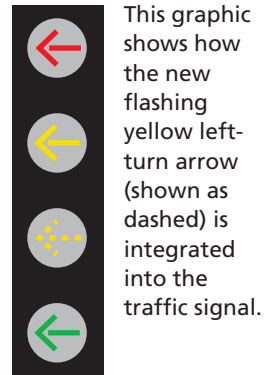 This graphic
shows how
the new
flashing
yellow left-
turn arrow
(shown as
dashed) is
integrated
into the
traffic signal.